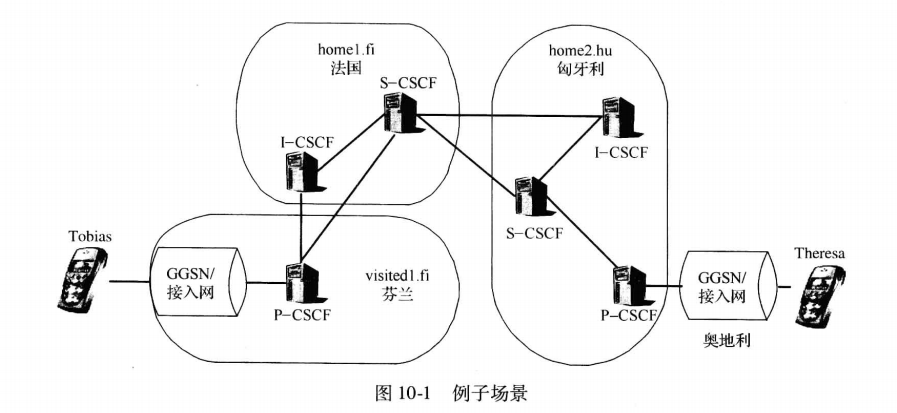 home1.fi
法国
S-CSCF
I-CSCF
home2.hu
匈牙利
I-CSCF
S-CSCF
Tobias
GGSN/
接入网
P-CSCF
visited1.fi
芬兰
P-CSCF
GGSN/
接入网
Theresa
奥地利
图 10-1 例子场景